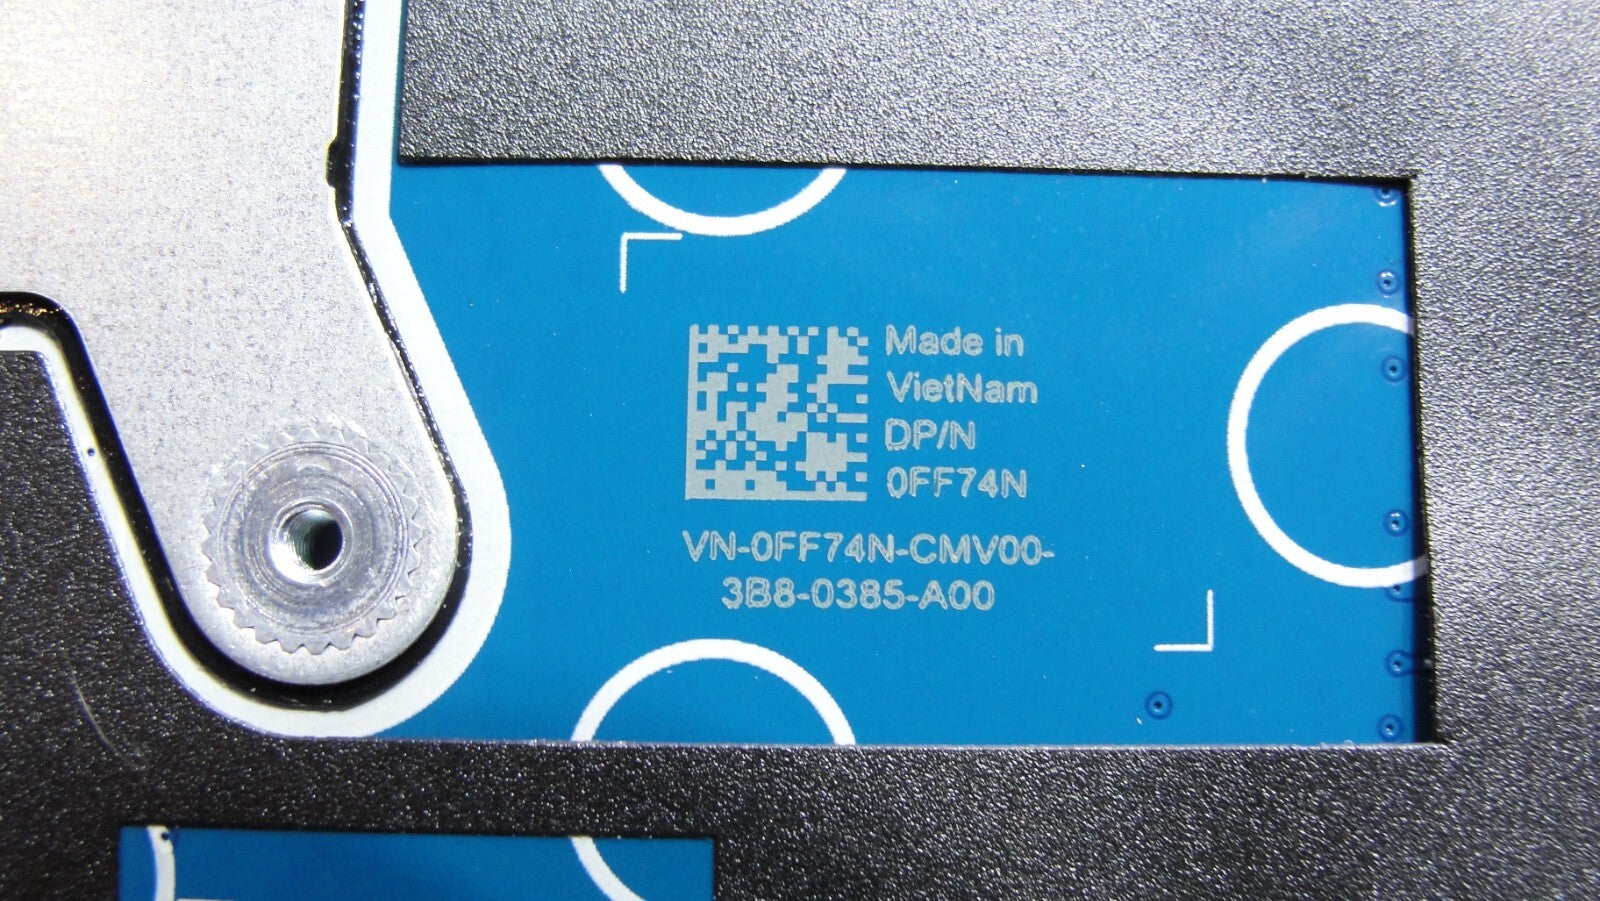 Made in
VietNam
DP/N
0FF74N
VN-0FF74N-CMV00-
3B8-0385-A00